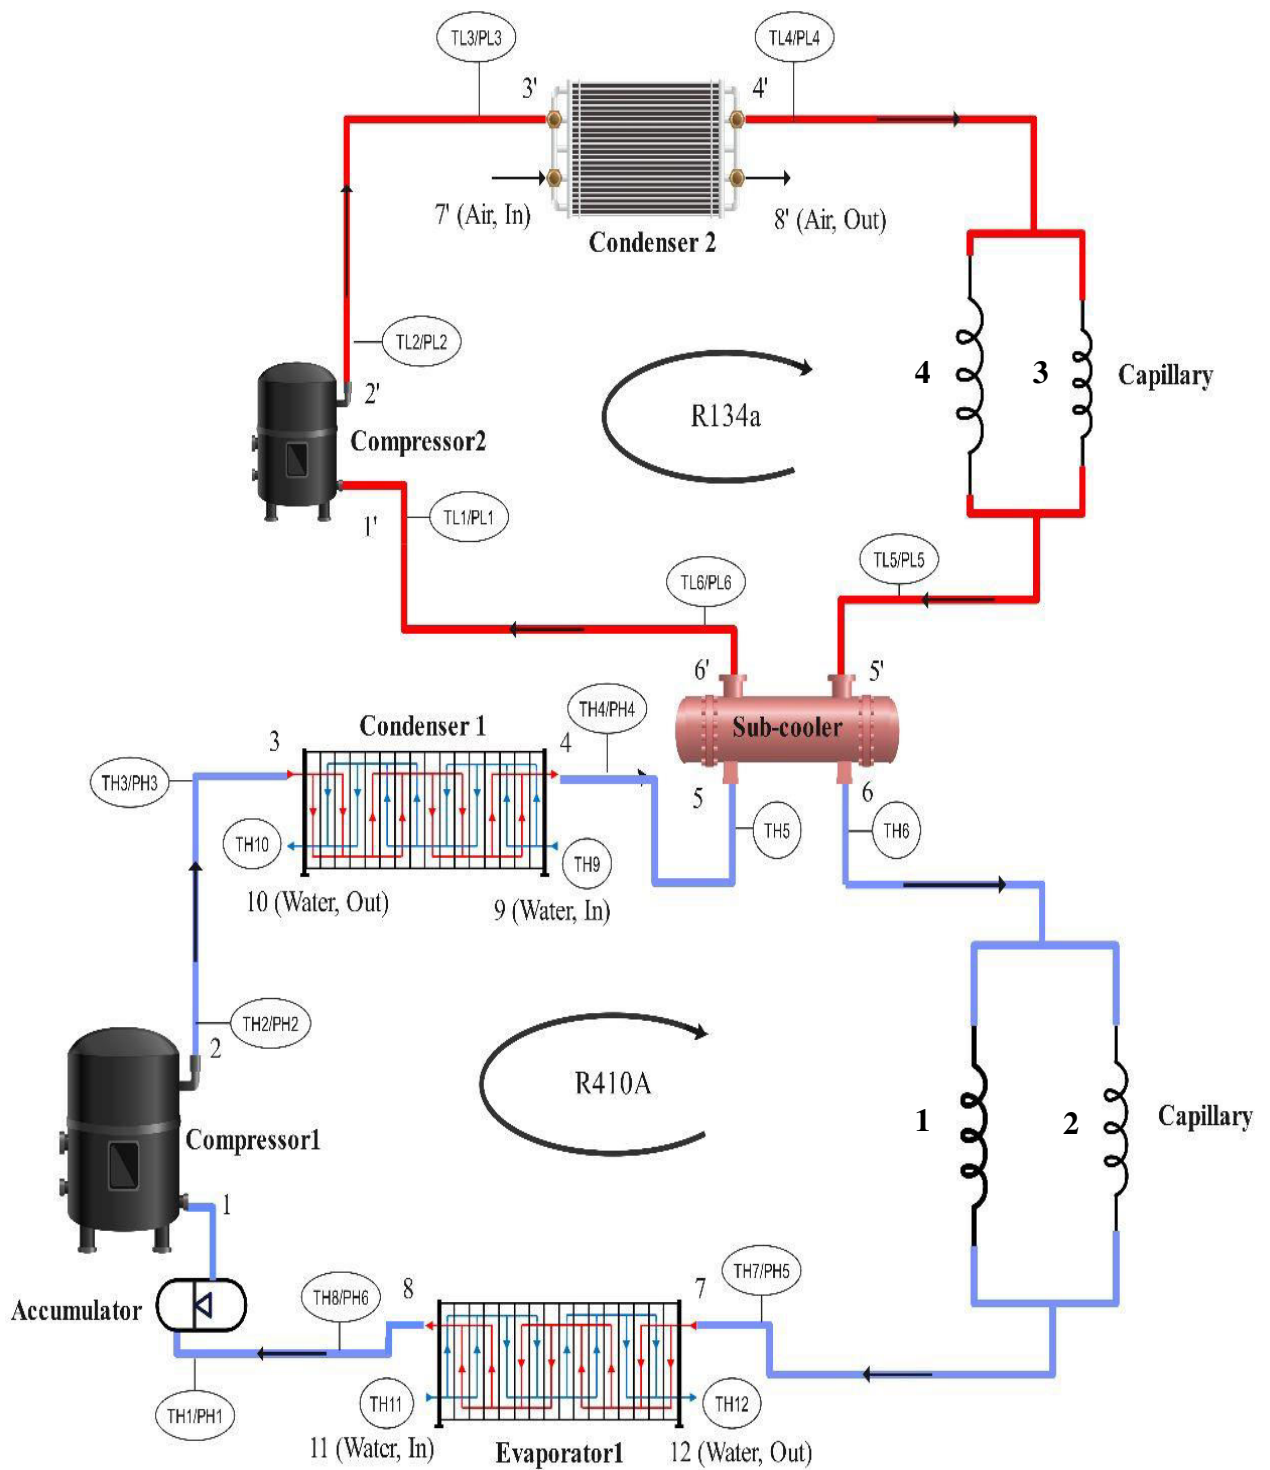 TL3/PL3
TL4/PL4
3'
4'
7' (Air, In)
8' (Air, Out)
Condenser 2
TL2/PL2
2'
Compressor2
R134a
4
3
Capillary
1'
TL1/PL1
TL5/PL5
TL6/PL6
6'
5'
Sub-cooler
Condenser 1
TH4/PH4
3
4
TH3/PH3
5
6
TH5
TH6
TH10
TH9
10 (Water, Out)
9 (Water, In)
TH2/PH2
2
R410A
Compressor1
1
2
Capillary
1
TH7/PH5
TH8/PH6
8
7
Accumulator
TH1/PH1
TH11
TH12
11 (Water, In)
Evaporator1
12 (Water, Out)